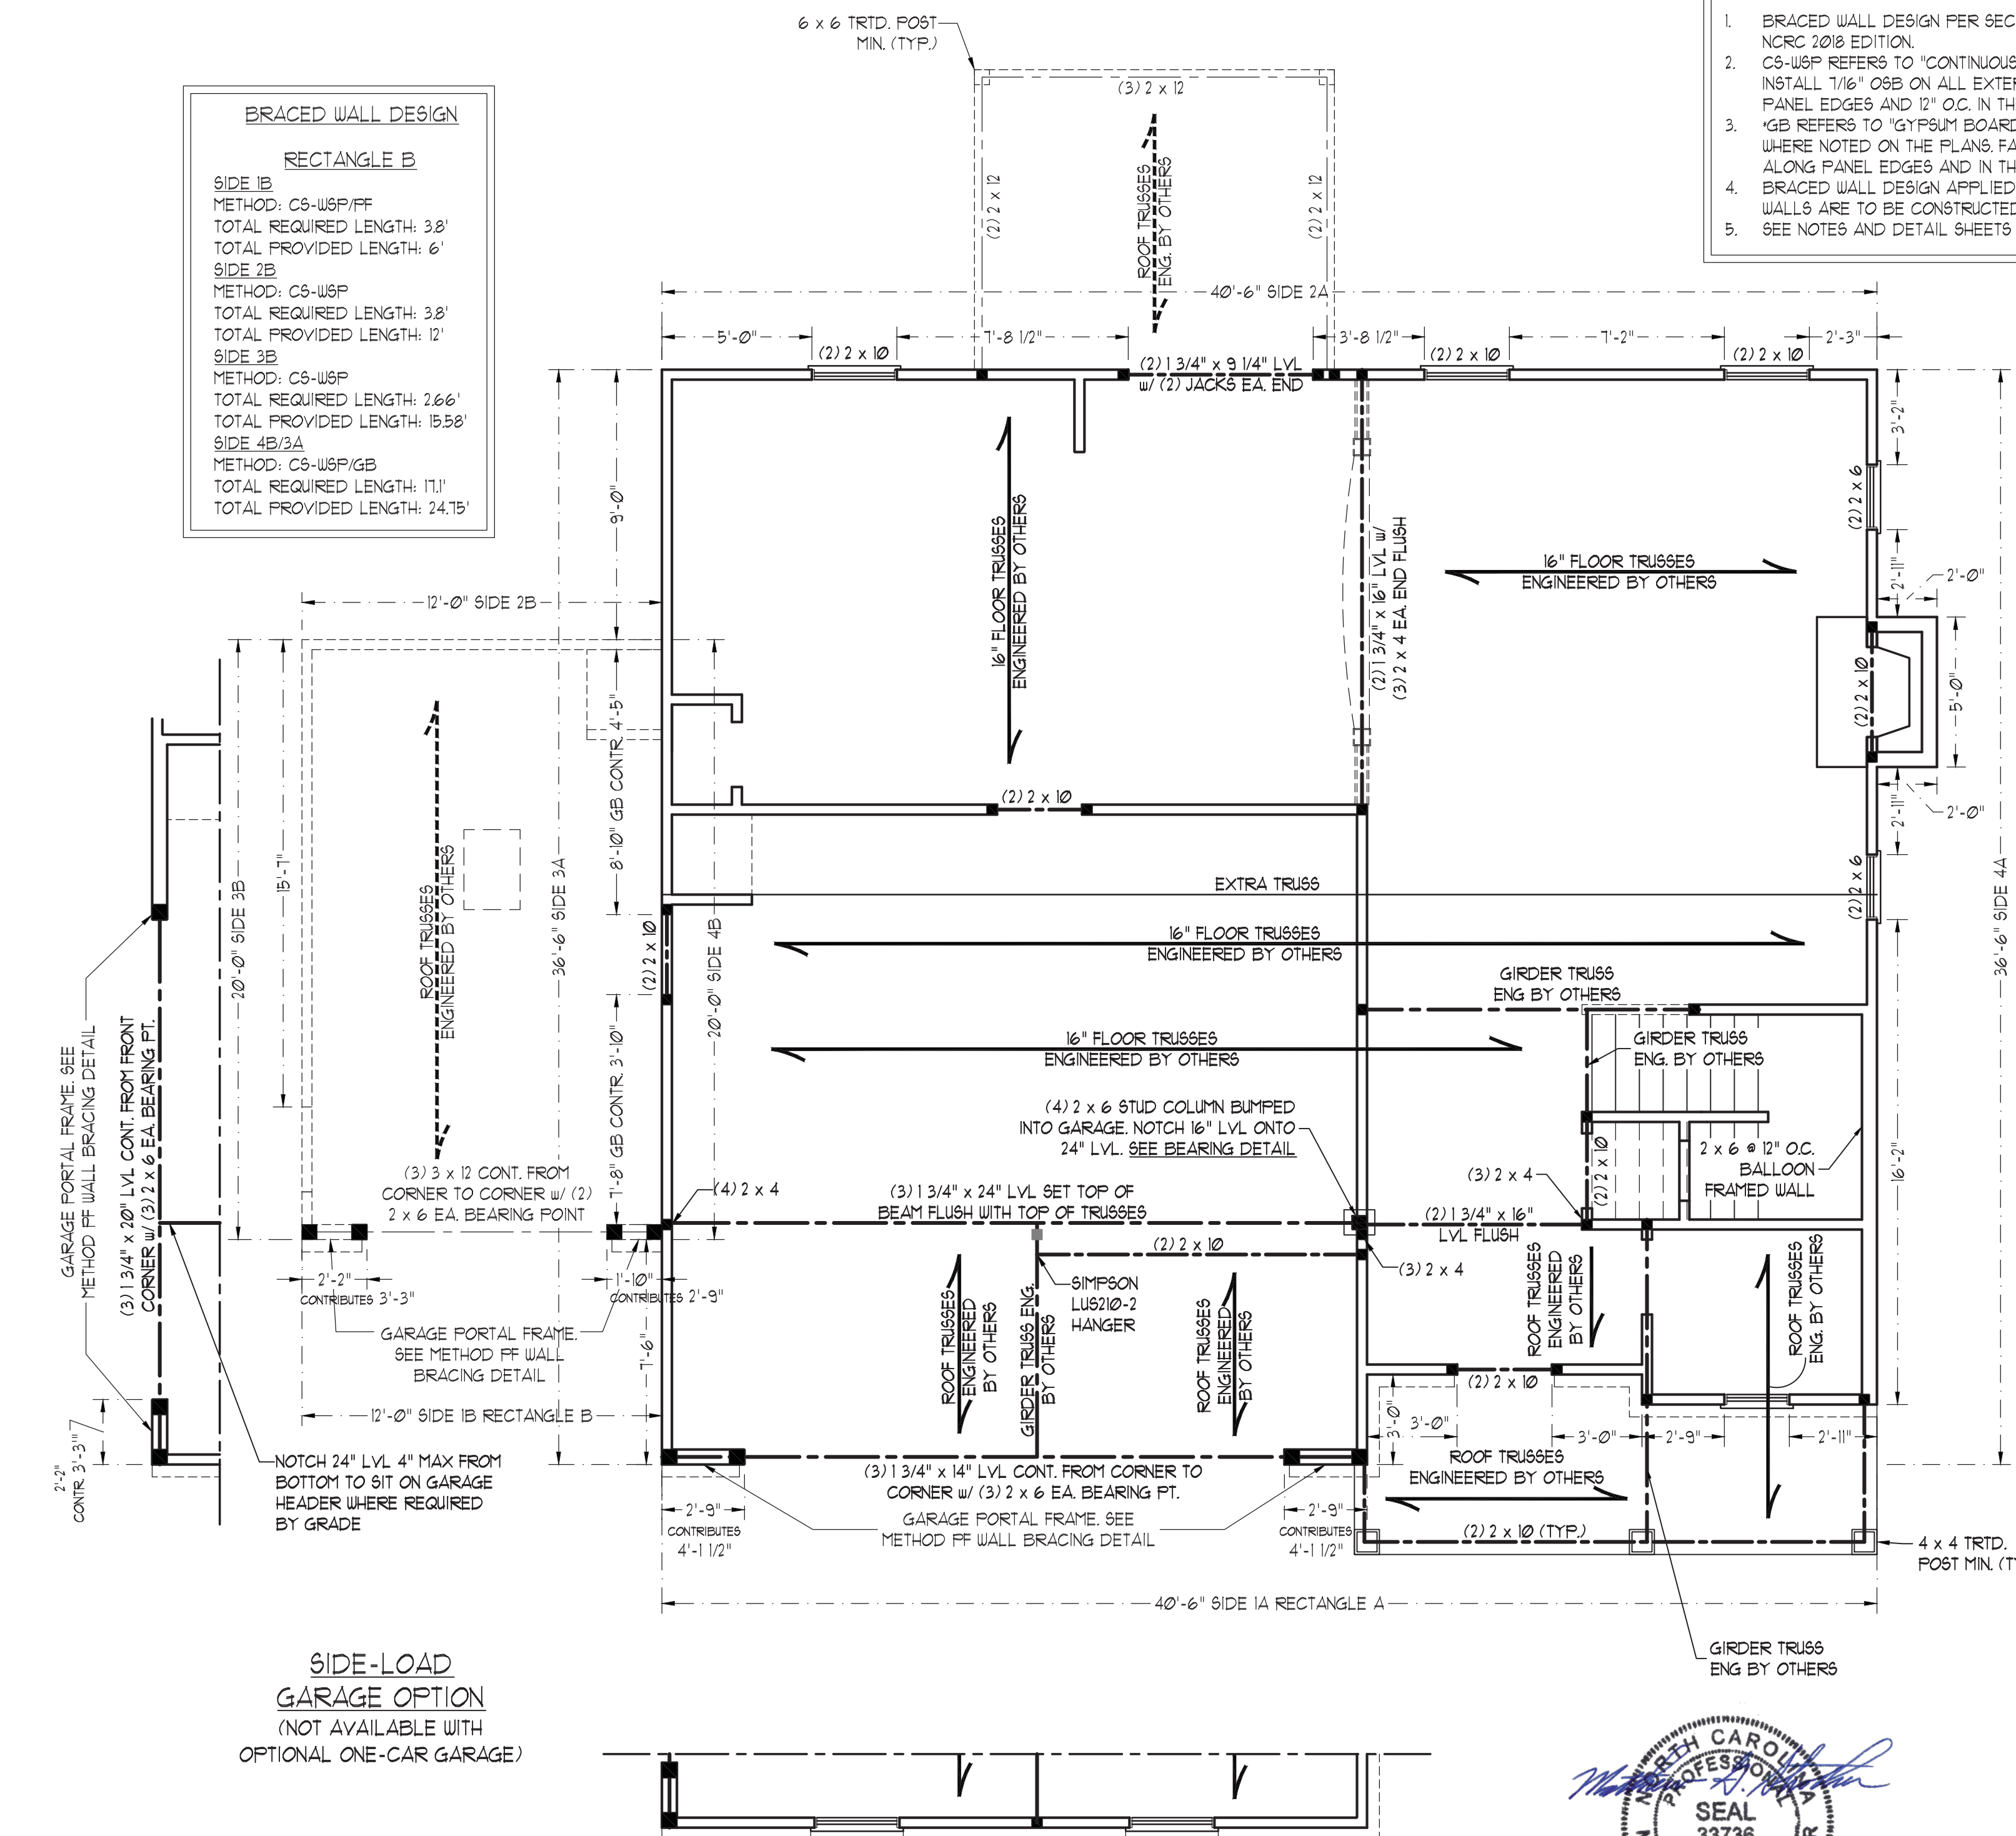 6 x 6 TRTD. POST
MIN. (TYP.)
1. BRACED WALL DESIGN PER SEC
NCRC 2018 EDITION.
2. CS-WSP REFERS TO "CONTINUOUS
INSTALL 7/16" OSB ON ALL EXTER
PANEL EDGES AND 12" O.C. IN TH
3. *GB REFERS TO "GYPSUM BOARD
WHERE NOTED ON THE PLANS. FA
ALONG PANEL EDGES AND IN TH
4. BRACED WALL DESIGN APPLIED
WALLS ARE TO BE CONSTRUCTED
5. SEE NOTES AND DETAIL SHEETS
BRACED WALL DESIGN
RECTANGLE B
SIDE 1B
METHOD: CS-WSP/PF
TOTAL REQUIRED LENGTH: 3.8'
TOTAL PROVIDED LENGTH: 6'
SIDE 2B
METHOD: CS-WSP
TOTAL REQUIRED LENGTH: 3.8'
TOTAL PROVIDED LENGTH: 12'
SIDE 3B
METHOD: CS-WSP
TOTAL REQUIRED LENGTH: 2.66'
TOTAL PROVIDED LENGTH: 15.58'
SIDE 4B/3A
METHOD: CS-WSP/GB
TOTAL REQUIRED LENGTH: 17.1'
TOTAL PROVIDED LENGTH: 24.75'
(3) 2 x 12
(2) 2 x 12
ROOF TRUSSES
ENG. BY OTHERS
(2) 2 x 12
40'-6" SIDE 2A
5'-0"
7'-8 1/2"
3'-8 1/2"
7'-2"
2'-3"
(2) 2 x 10
(2) 1 3/4" x 9 1/4" LVL
w/ (2) JACKS EA. END
(2) 2 x 10
(2) 2 x 10
9'-0"
3'-2"
(2) 2 x 6
16" FLOOR TRUSSES
ENGINEERED BY OTHERS
(2) 1 3/4" x 16" LVL w/
(3) 2 x 4 EA. END FLUSH
16" FLOOR TRUSSES
ENGINEERED BY OTHERS
2'-11"
2'-0"
(2) 2 x 10
5'-0"
2'-0"
2'-11"
(2) 2 x 6
12'-0" SIDE 2B
20'-0" SIDE 3B
15'-7"
ROOF TRUSSES
ENGINEERED BY OTHERS
36'-6" SIDE 3A
8'-10" GB CONTR. 4'-5"
20'-0" SIDE 4B
(2) 2 x 10
7'-8" GB CONTR. 3'-10"
(2) 2 x 10
EXTRA TRUSS
16" FLOOR TRUSSES
ENGINEERED BY OTHERS
36'-6" SIDE 4A
GIRDER TRUSS
ENG BY OTHERS
16" FLOOR TRUSSES
ENGINEERED BY OTHERS
GIRDER TRUSS
ENG. BY OTHERS
(4) 2 x 6 STUD COLUMN BUMPED
INTO GARAGE. NOTCH 16" LVL ONTO
24" LVL. SEE BEARING DETAIL
2 x 6 @ 12" O.C.
BALLOON
FRAMED WALL
(2) 2 x 10
(3) 2 x 4
16'-2"
GARAGE PORTAL FRAME. SEE
METHOD PF WALL BRACING DETAIL
(3) 1 3/4" x 20" LVL CONT. FROM FRONT
CORNER w/ (3) 2 x 6 EA. BEARING PT.
(3) 3 x 12 CONT. FROM
CORNER TO CORNER w/ (2)
2 x 6 EA. BEARING POINT
(4) 2 x 4
(3) 1 3/4" x 24" LVL SET TOP OF
BEAM FLUSH WITH TOP OF TRUSSES
(2) 2 x 10
(2) 1 3/4" x 16"
LVL FLUSH
(3) 2 x 4
2'-2"
CONTRIBUTES 3'-3"
1'-10"
CONTRIBUTES 2'-9"
GARAGE PORTAL FRAME.
SEE METHOD PF WALL
BRACING DETAIL
7'-6"
12'-0" SIDE 1B RECTANGLE B
ROOF TRUSSES
ENGINEERED
BY OTHERS
GIRDER TRUSS ENG.
BY OTHERS
SIMPSON
LUS210-2
HANGER
ROOF TRUSSES
ENGINEERED
BY OTHERS
ROOF TRUSSES
ENGINEERED
BY OTHERS
ROOF TRUSSES
ENG. BY OTHERS
(2) 2 x 10
3'-0"
3'-0"
3'-0"
2'-9"
2'-11"
ROOF TRUSSES
ENGINEERED BY OTHERS
(2) 2 x 10 (TYP.)
2'-2"
CONTR. 3'-3"
NOTCH 24" LVL 4" MAX FROM
BOTTOM TO SIT ON GARAGE
HEADER WHERE REQUIRED
BY GRADE
(3) 1 3/4" x 14" LVL CONT. FROM CORNER TO
CORNER w/ (3) 2 x 6 EA. BEARING PT.
2'-9"
CONTRIBUTES
4'-1 1/2"
GARAGE PORTAL FRAME. SEE
METHOD PF WALL BRACING DETAIL
2'-9"
CONTRIBUTES
4'-1 1/2"
4 x 4 TRTD.
POST MIN. (T
40'-6" SIDE 1A RECTANGLE A
GIRDER TRUSS
ENG BY OTHERS
SIDE-LOAD
GARAGE OPTION
(NOT AVAILABLE WITH
OPTIONAL ONE-CAR GARAGE)
NORTH CAROLINA
PROFESSIONAL
SEAL
33736